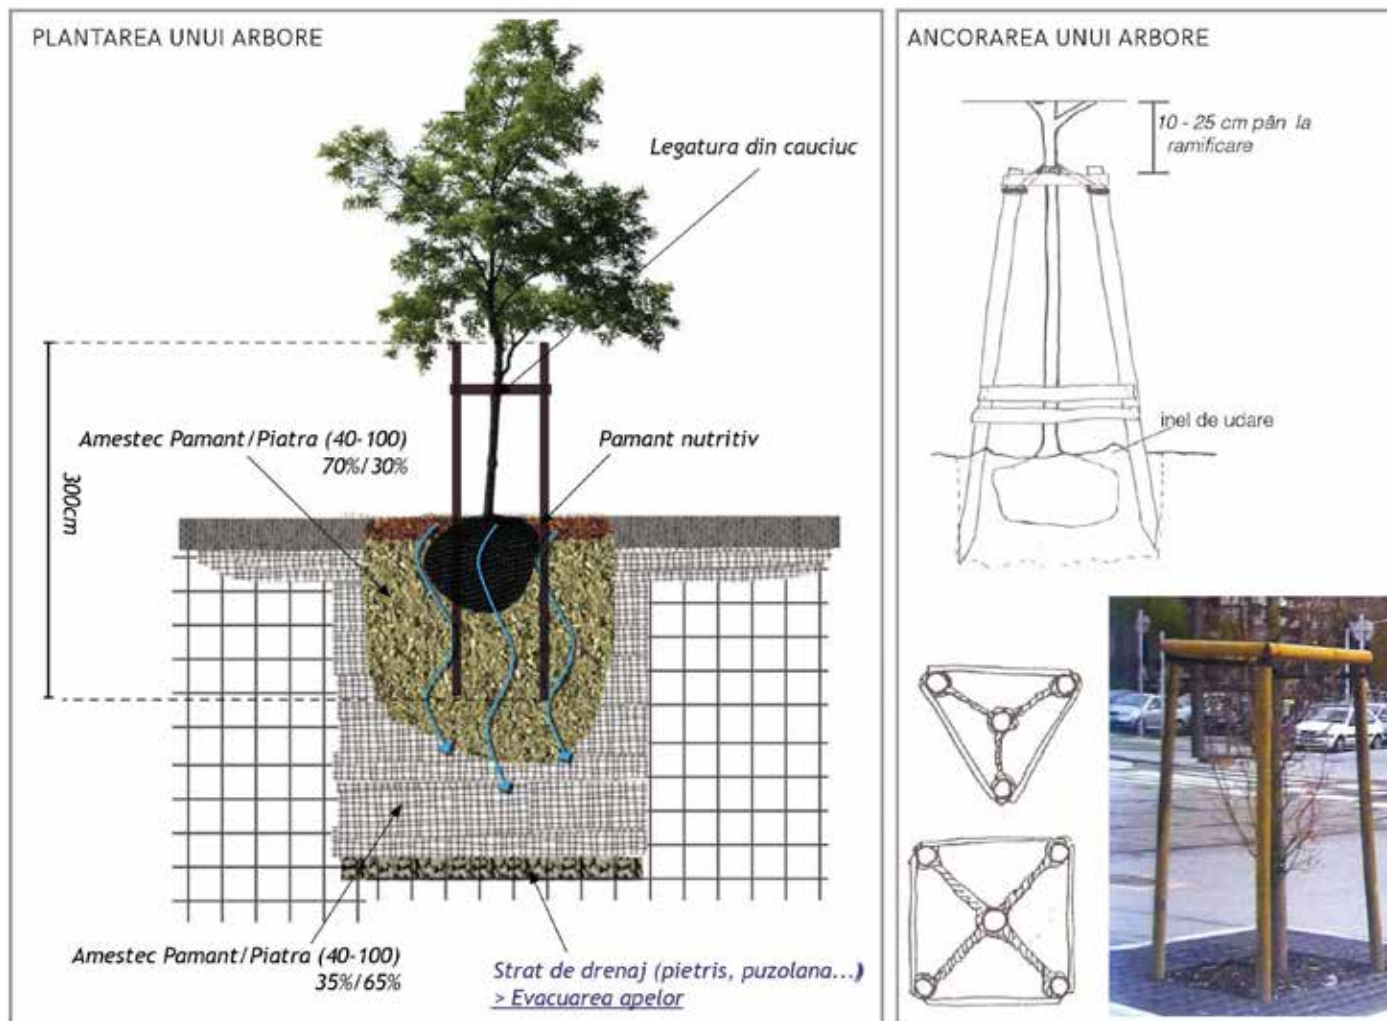 PLANTAREA UNUI ARBORE
Legatura din cauciuc
Amestec Pamant/Piatra (40-100)
70%/30%
Pamant nutritiv
300cm
Amestec Pamant/Piatra (40-100)
35%/65%
Strat de drenaj (pietris, puzolana...)
> Evacuarea apelor
ANCORAREA UNUI ARBORE
10 - 25 cm pân la
ramificare
inel de udare